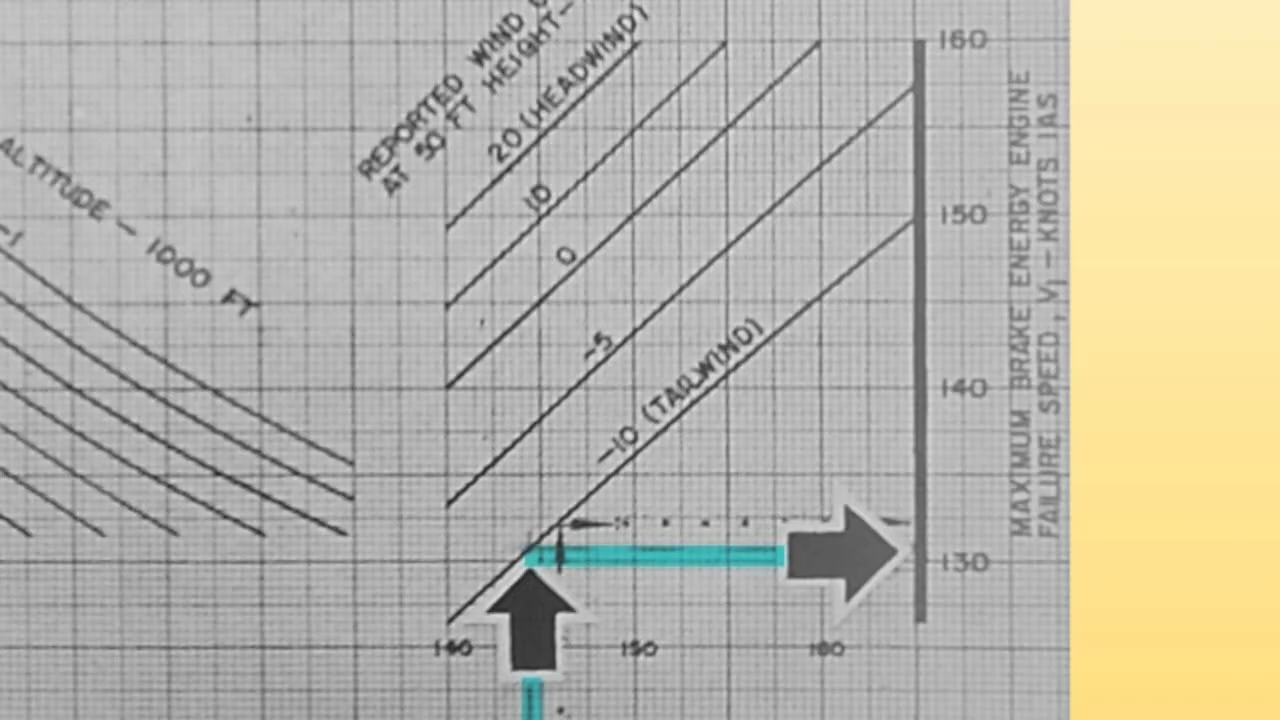 REPORTED WIND
AT 50 FT HEIGHT-
20 (HEADWIND)
10
0
-5
-10 (TAILWIND)
ALTITUDE - 1000 FT
-1
160
150
140
130
MAXIMUM BRAKE ENERGY ENGINE
FAILURE SPEED, V1 - KNOTS IAS
140 150 160